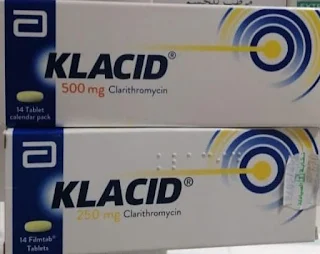 KLACID®
500 mg Clarithromycin
14 Tablet
calendar pack
KLACID®
250 mg Clarithromycin
14 Filmtab®
Tablets